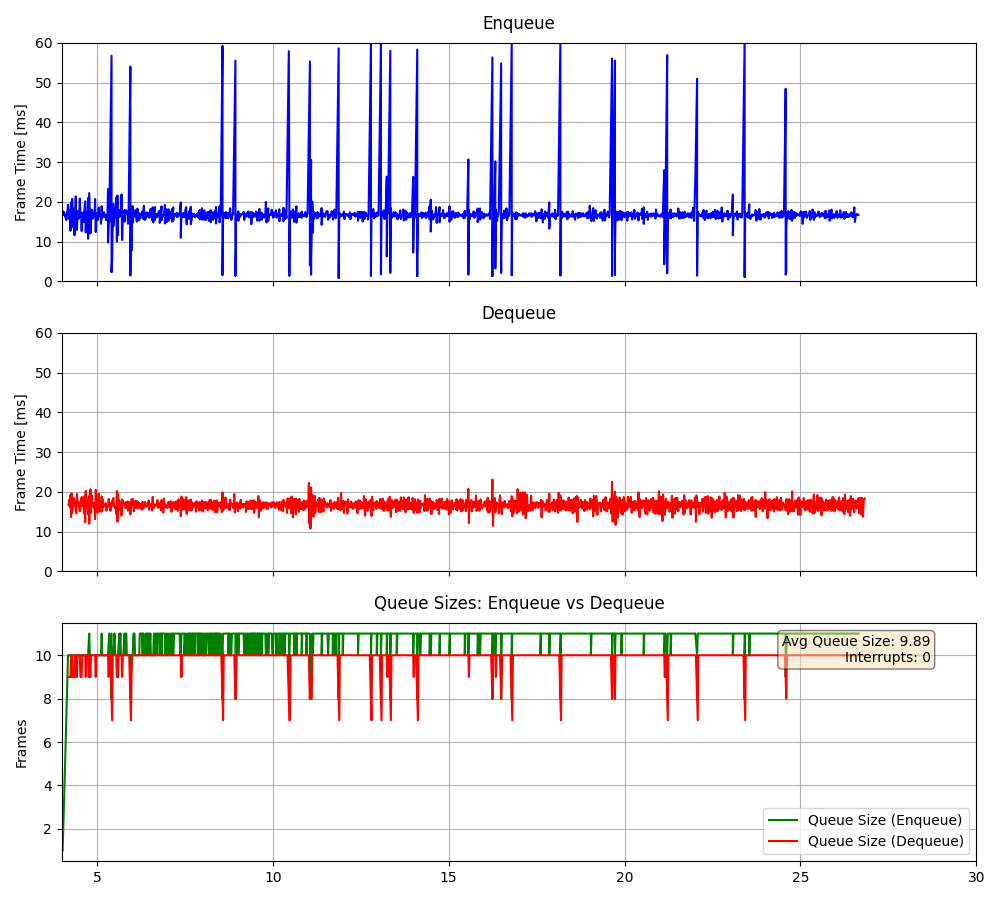 Enqueue
60
50
40
30
20
10
0
Frame Time [ms]
5
10
15
20
25
30
Dequeue
60
50
40
30
20
10
0
Frame Time [ms]
Queue Sizes: Enqueue vs Dequeue
10
8
6
4
2
Frames
Avg Queue Size: 9.89
Interrupts: 0
Queue Size (Enqueue)
Queue Size (Dequeue)